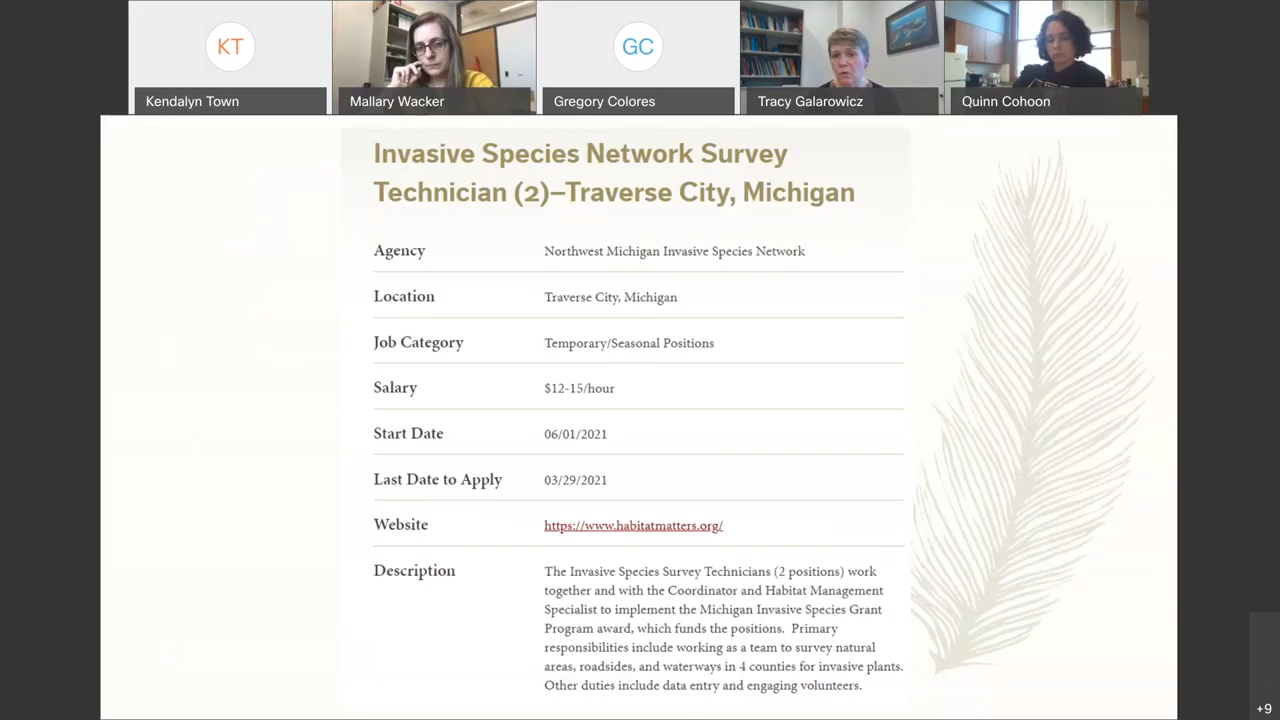 KT
GC
Kendalyn Town
Mallary Wacker
Gregory Colores
Tracy Galarowicz
Quinn Cohoon
Invasive Species Network Survey
Technician (2)–Traverse City, Michigan
Agency Northwest Michigan Invasive Species Network
Location Traverse City, Michigan
Job Category Temporary/Seasonal Positions
Salary $12-15/hour
Start Date 06/01/2021
Last Date to Apply 03/29/2021
Website https://www.habitatmatters.org/
Description The Invasive Species Survey Technicians (2 positions) work
together and with the Coordinator and Habitat Management
Specialist to implement the Michigan Invasive Species Grant
Program award, which funds the positions.  Primary
responsibilities include working as a team to survey natural
areas, roadsides, and waterways in 4 counties for invasive plants.
Other duties include data entry and engaging volunteers.
+9